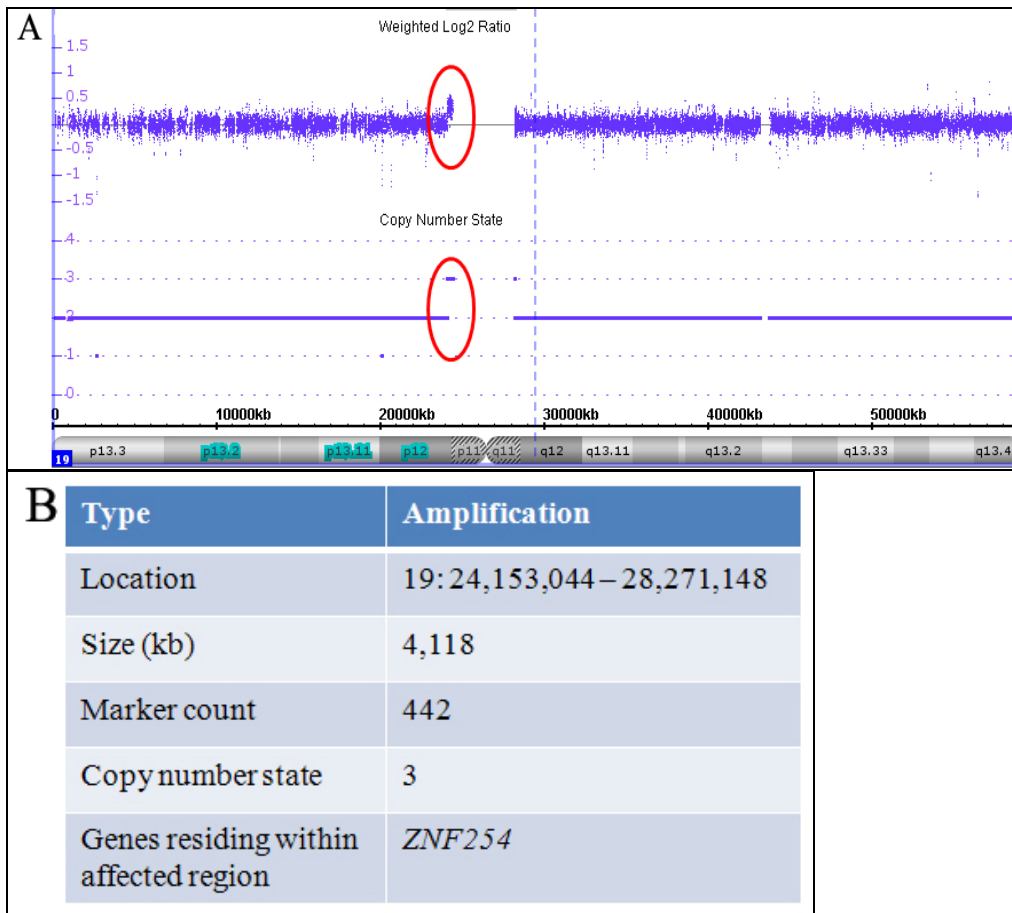 A
Weighted Log2 Ratio
1.5
1
0.5
0
-0.5
-1
-1.5
Copy Number State
4
3
2
1
0
0 10000kb 20000kb 30000kb 40000kb 50000kb
19 p13.3 p13.2 p13.11 p12 p11 q11 q12 q13.11 q13.2 q13.33 q13.4
B
Type Amplification
Location 19: 24,153,044 – 28,271,148
Size (kb) 4,118
Marker count 442
Copy number state 3
Genes residing within ZNF254
affected region